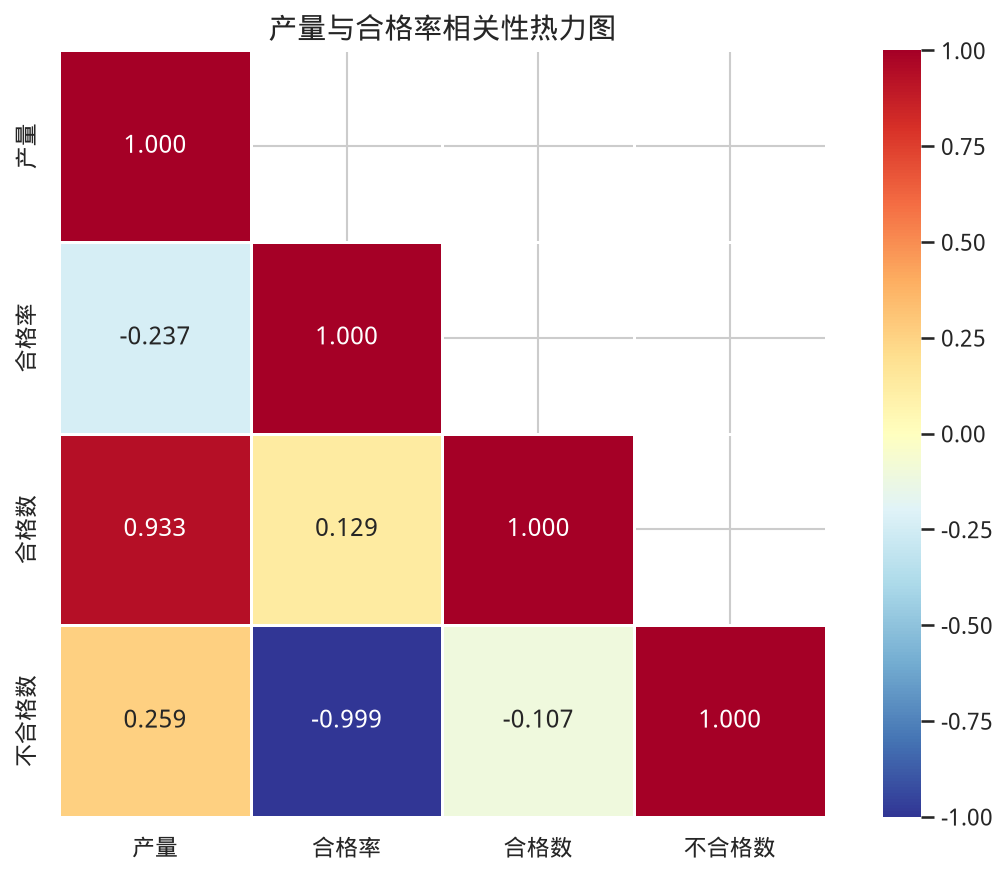 产量与合格率相关性热力图
产量
1.000
合格率
-0.237
1.000
合格数
0.933
0.129
1.000
不合格数
0.259
-0.999
-0.107
1.000
产量
合格率
合格数
不合格数
1.00
0.75
0.50
0.25
0.00
-0.25
-0.50
-0.75
-1.00